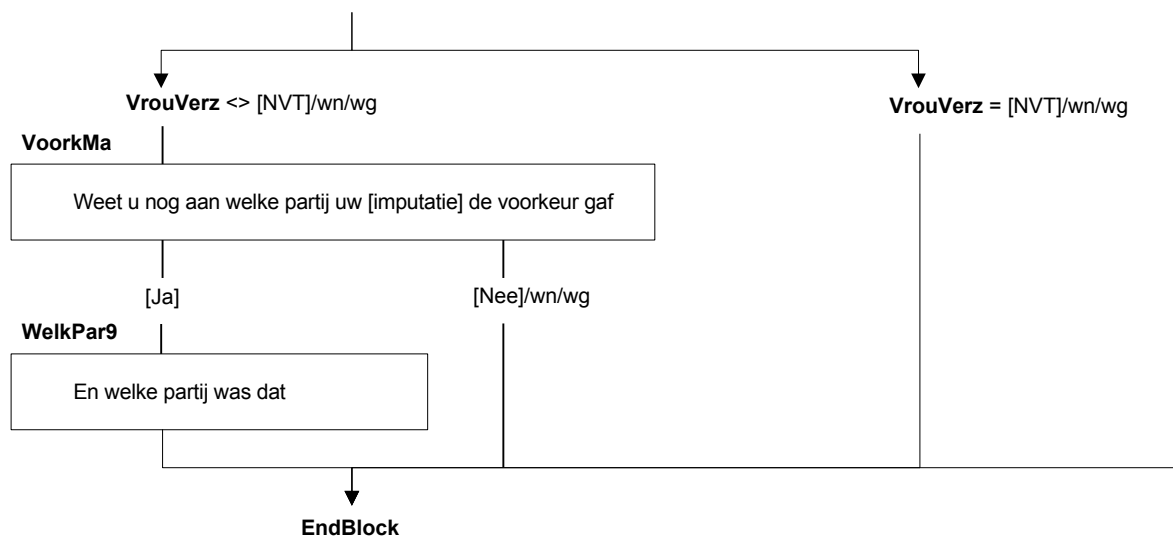 VrouVerz <> [NVT]/wn/wg
VrouVerz = [NVT]/wn/wg
VoorkMa
Weet u nog aan welke partij uw [imputatie] de voorkeur gaf
[Ja]
[Nee]/wn/wg
WelkPar9
En welke partij was dat
EndBlock